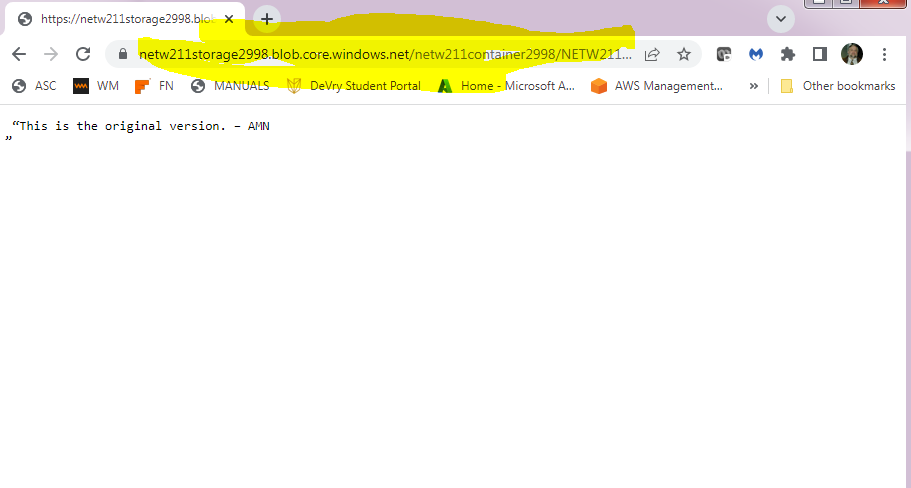 https://netw211storage2998.blob
netw211storage2998.blob.core.windows.net/netw211container2998/NETW211...
ASC WM FN MANUALS DeVry Student Portal Home - Microsoft A... AWS Management... » Other bookmarks
“This is the original version. – AMN
”